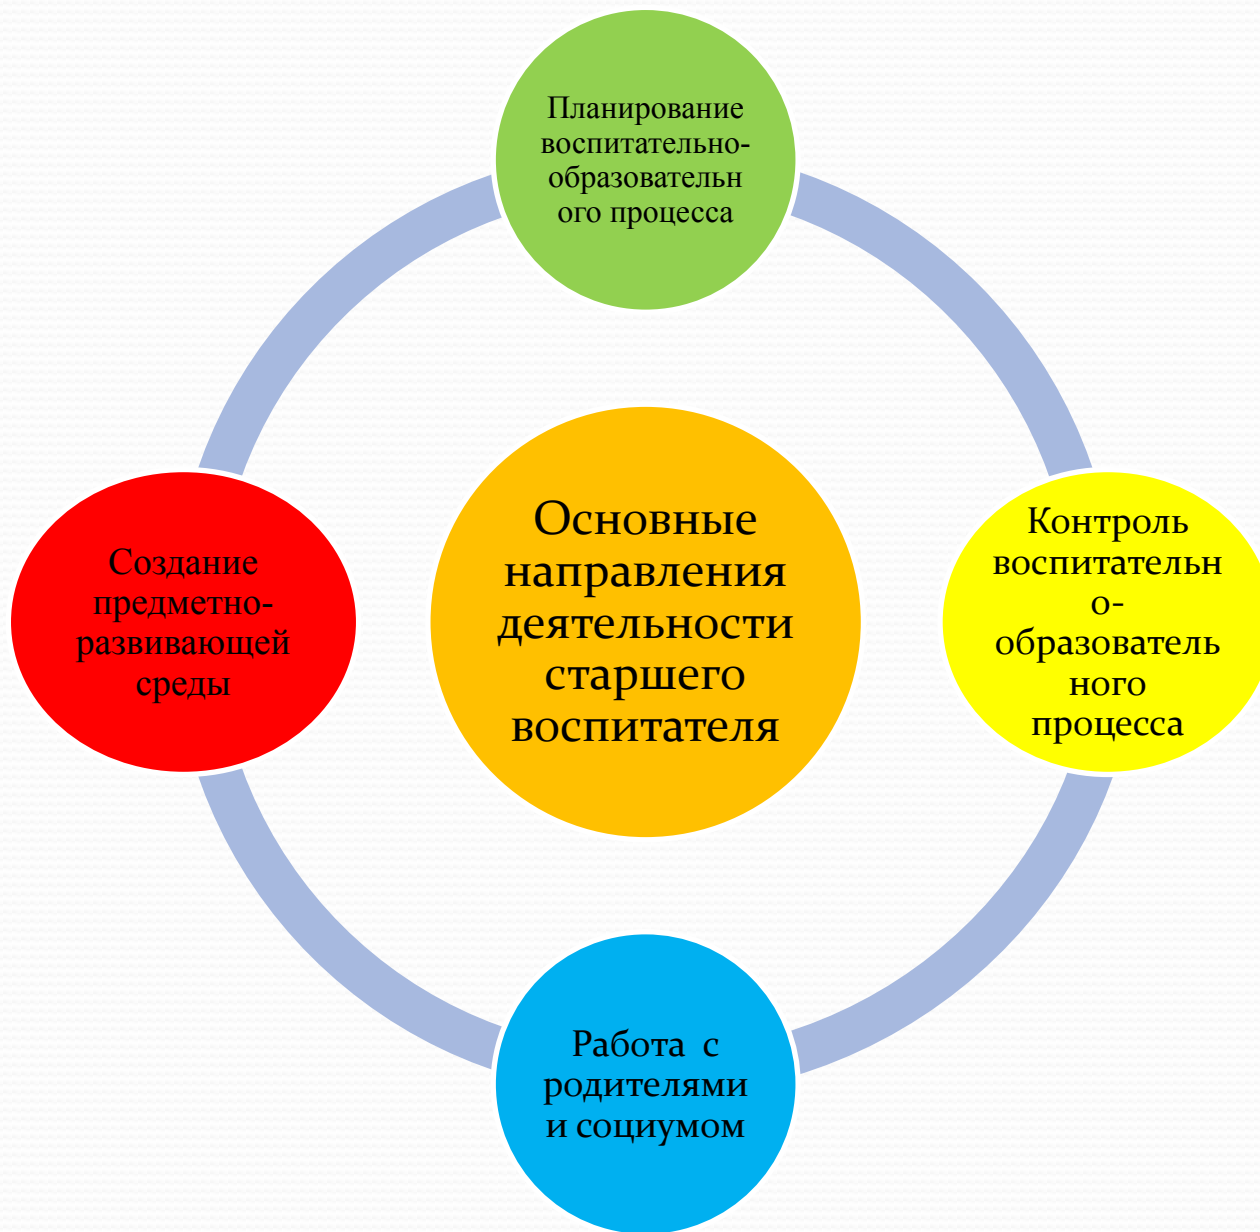 Планирование
воспитательно-
образовательн
ого процесса
Основные
направления
деятельности
старшего
воспитателя
Контроль
воспитательн
о-
образователь
ного
процесса
Работа с
родителями
и социумом
Создание
предметно-
развивающей
среды